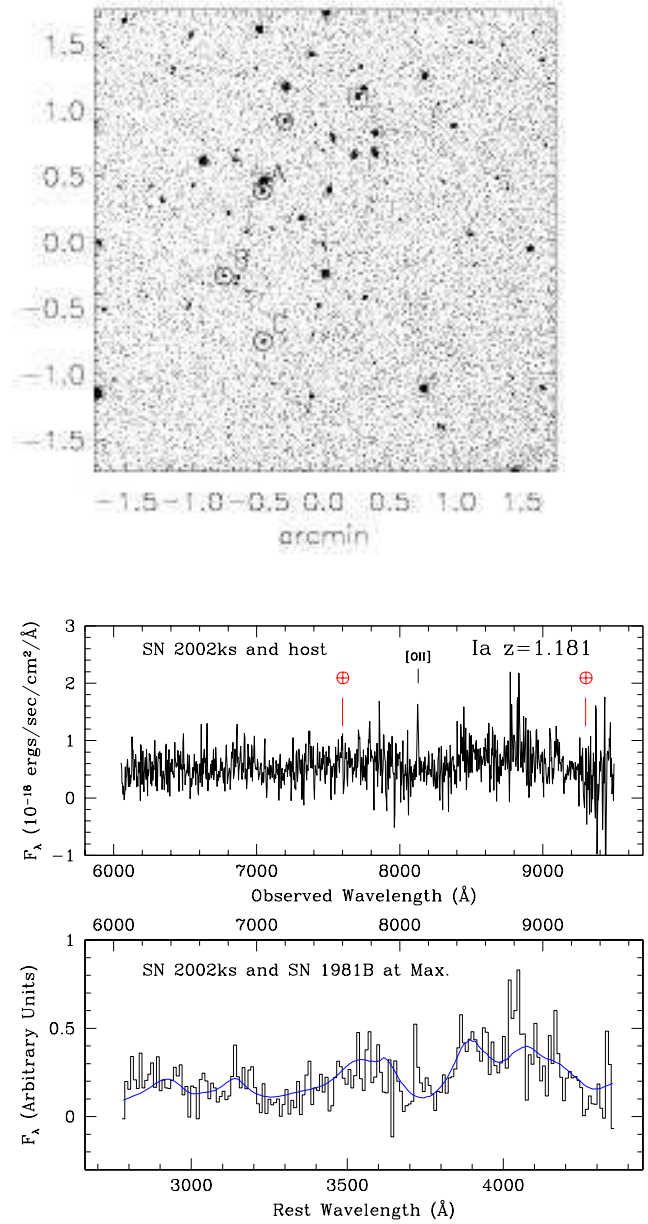 1.5
1.0
A
0.5
0.0
B
−0.5
C
−1.0
−1.5
−1.5 −1.0 −0.5 0.0 0.5 1.0 1.5
arcmin
SN 2002ks and host
[OII]
Ia z=1.181
3
2
1
0
−1
F_λ (10⁻¹⁸ ergs/sec/cm²/Å)
6000 7000 8000 9000
Observed Wavelength (Å)
6000 7000 8000 9000
SN 2002ks and SN 1981B at Max.
1
0.5
0
F_λ (Arbitrary Units)
3000 3500 4000
Rest Wavelength (Å)